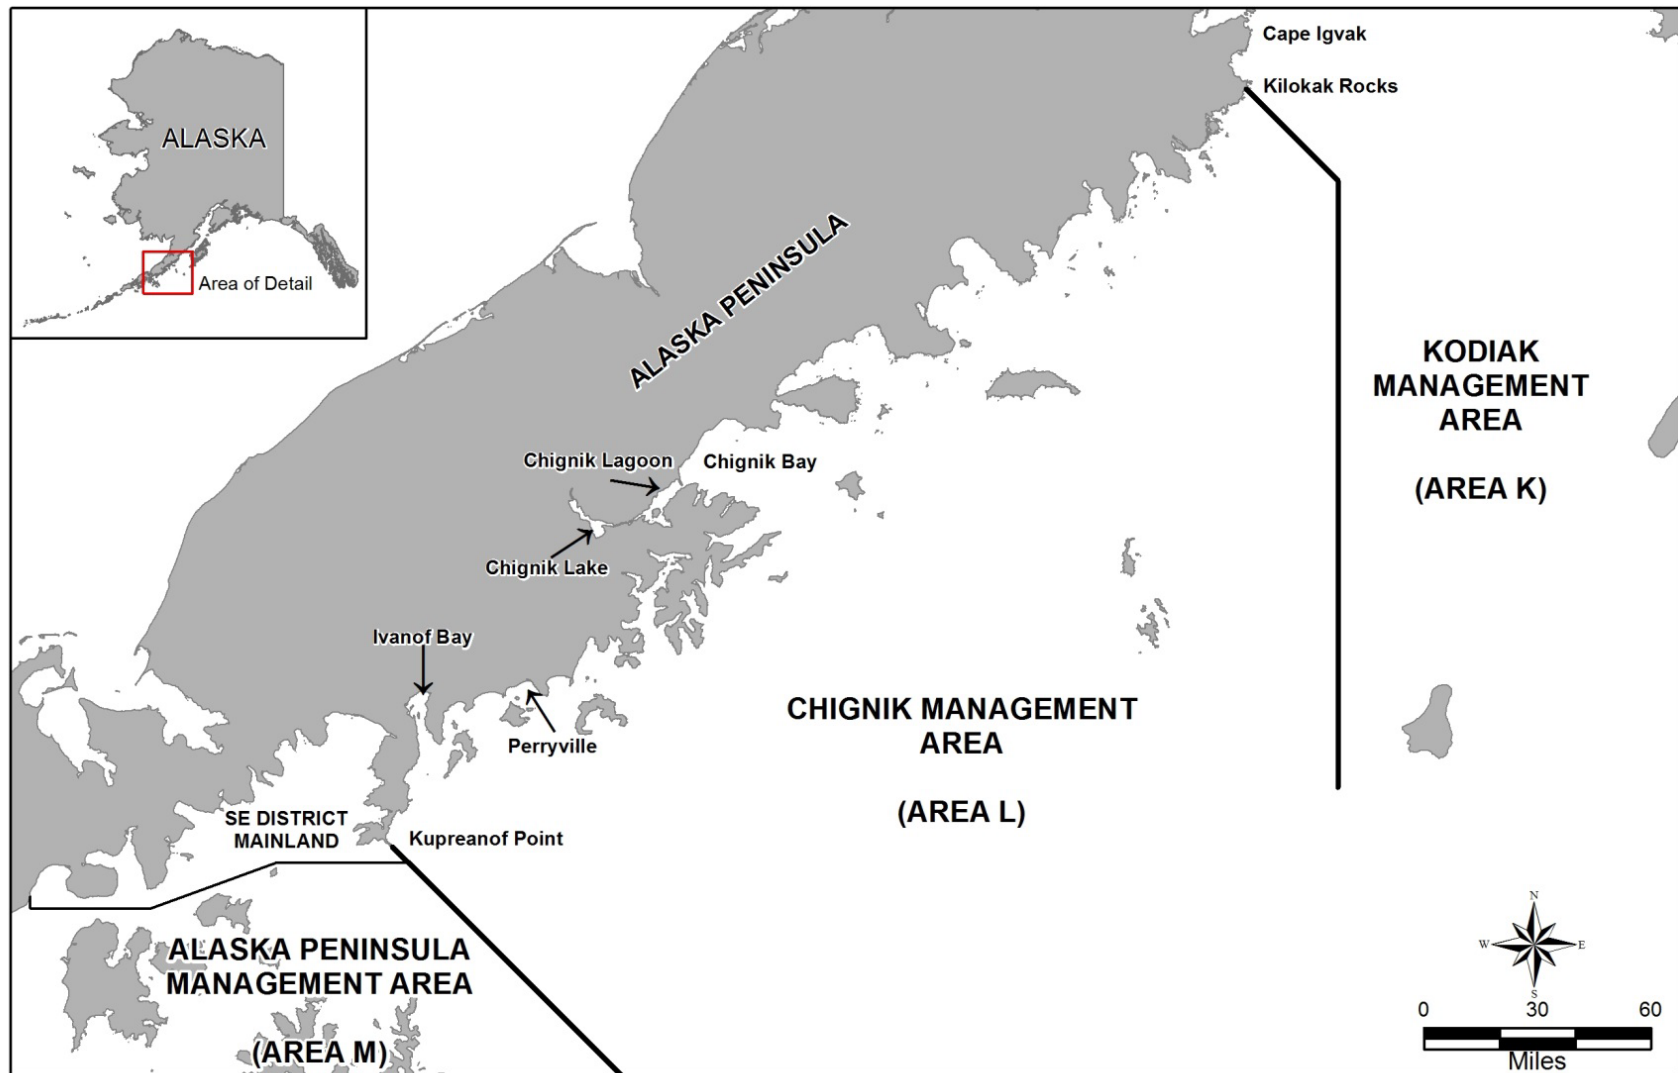 ALASKA
Area of Detail
Cape Igvak
Kilokak Rocks
ALASKA PENINSULA
KODIAK
MANAGEMENT
AREA
(AREA K)
Chignik Lagoon
Chignik Bay
Chignik Lake
Ivanof Bay
Perryville
CHIGNIK MANAGEMENT
AREA
(AREA L)
SE DISTRICT
MAINLAND
Kupreanof Point
ALASKA PENINSULA
MANAGEMENT AREA
(AREA M)
N
W E
S
0 30 60
Miles